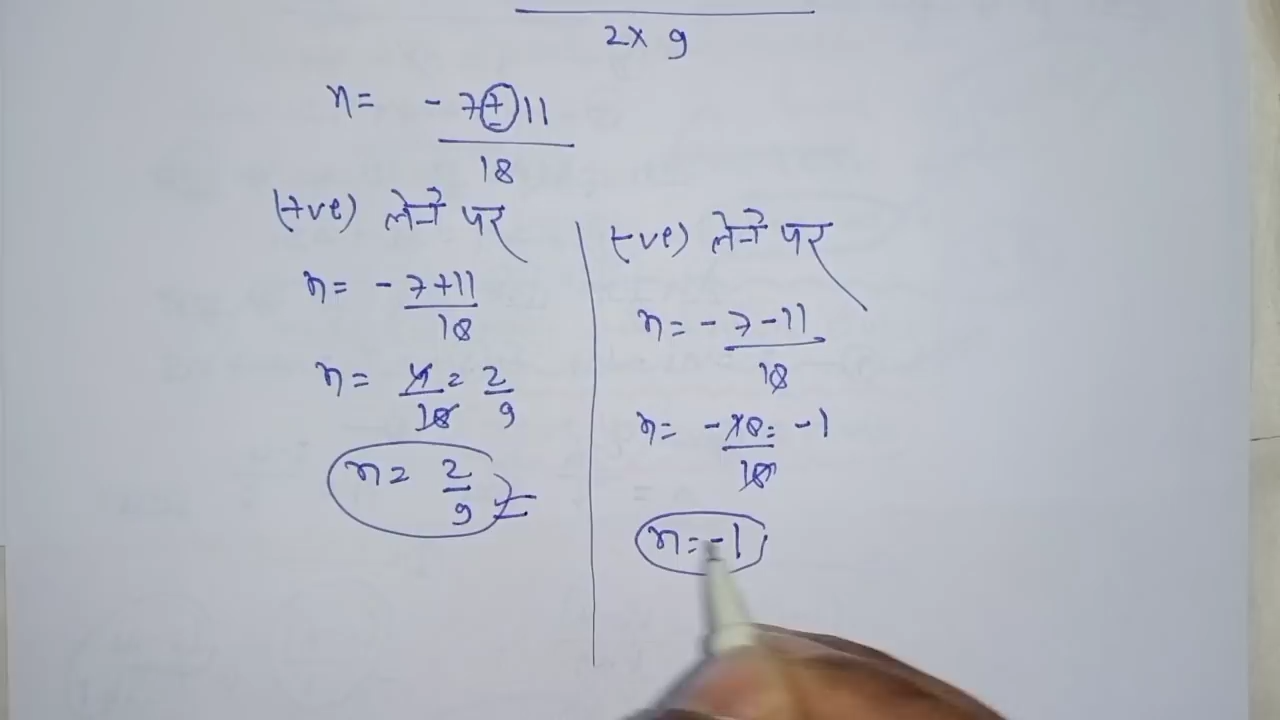 2× 9
x = -7±11
18
(+ve) लेने पर
x = -7+11
18
x = 4 = 2
18 9
x = 2
9
(-ve) लेने पर
x = -7-11
18
x = -18 = -1
18
x = -1